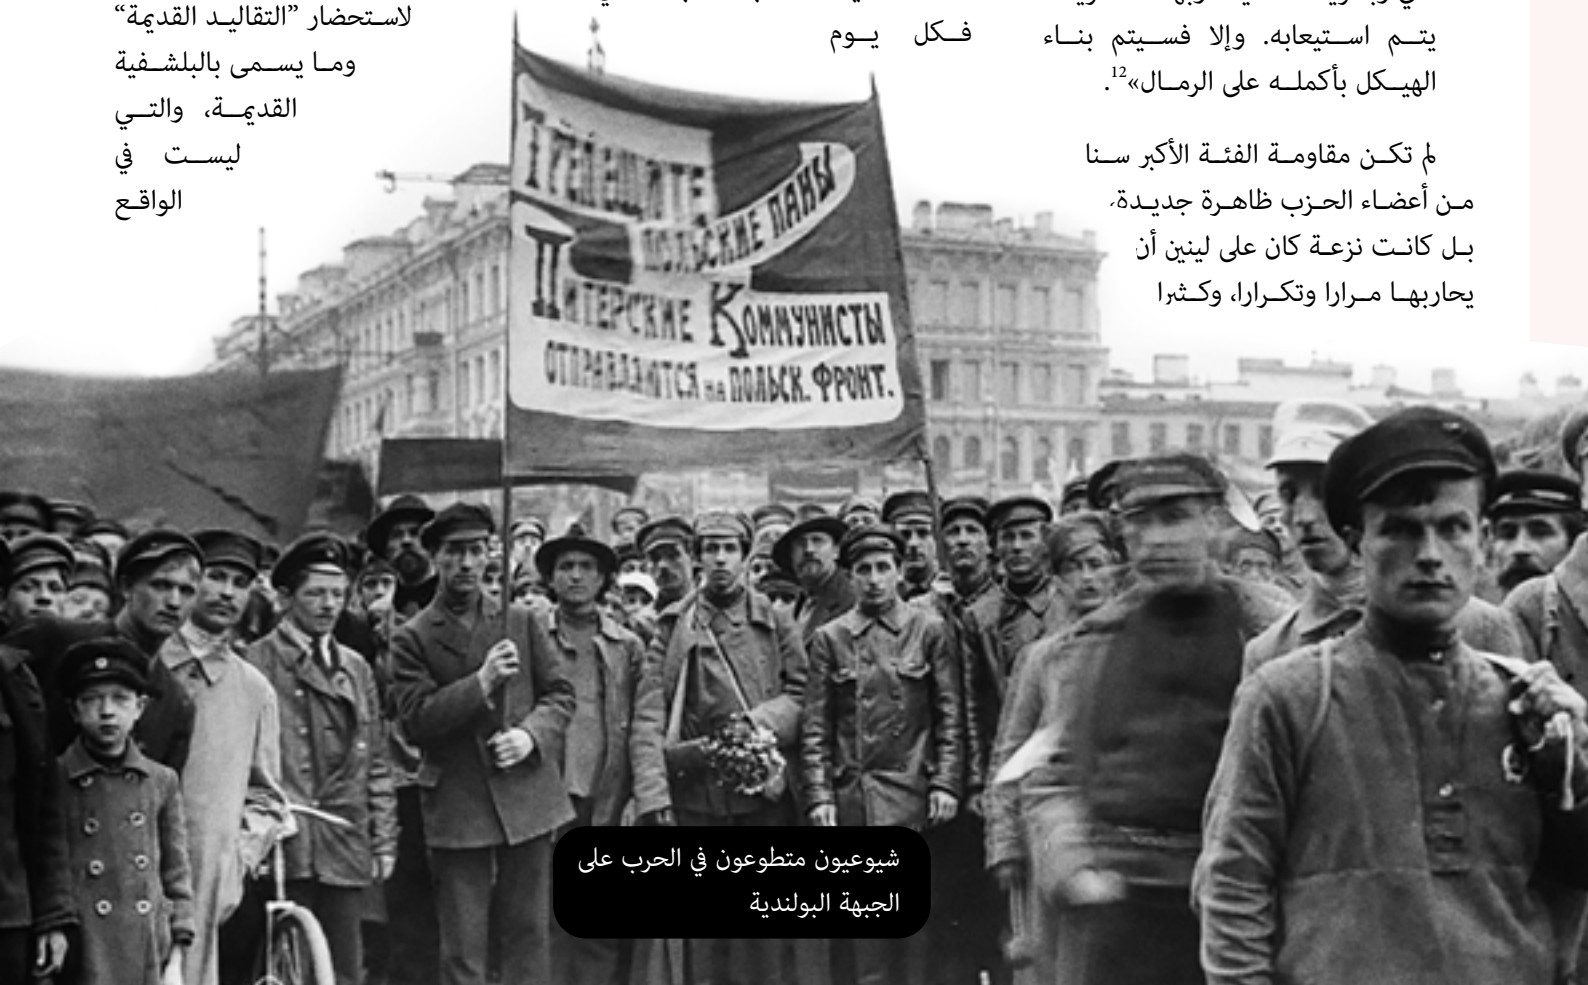 يتم استيعابه. وإلا فسيتم بناء
الهيكل بأكمله على الرمال»12.
لم تكن مقاومة الفئة الأكبر سنا
من أعضاء الحزب ظاهرة جديدة،
بل كانت نزعة كان على لينين أن
يحاربها مرارا وتكرارا، وكثيرا
فكل يوم
لاستحضار ”التقاليد القديمة“
وما يسمى بالبلشفية
القديمة، والتي
ليست في
الواقع
ТРЕПЕЩИТЕ
ПОЛЬСКИЕ ПАНЫ
ПИТЕРСКИЕ КОММУНИСТЫ
ОТПРАВЛЯЮТСЯ НА ПОЛЬСК. ФРОНТ.
شيوعيون متطوعون في الحرب على
الجبهة البولندية